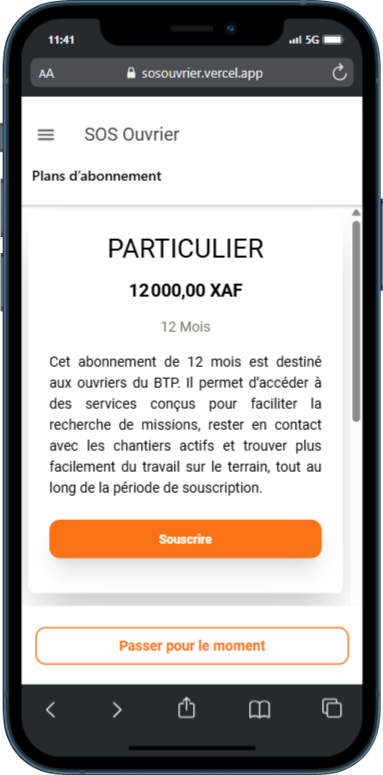 11:41
5G
AA
sosouvrier.vercel.app
SOS Ouvrier
Plans d'abonnement
PARTICULIER
12 000,00 XAF
12 Mois
Cet abonnement de 12 mois est destiné
aux ouvriers du BTP. Il permet d'accéder à
des services conçus pour faciliter la
recherche de missions, rester en contact
avec les chantiers actifs et trouver plus
facilement du travail sur le terrain, tout au
long de la période de souscription.
Souscrire
Passer pour le moment